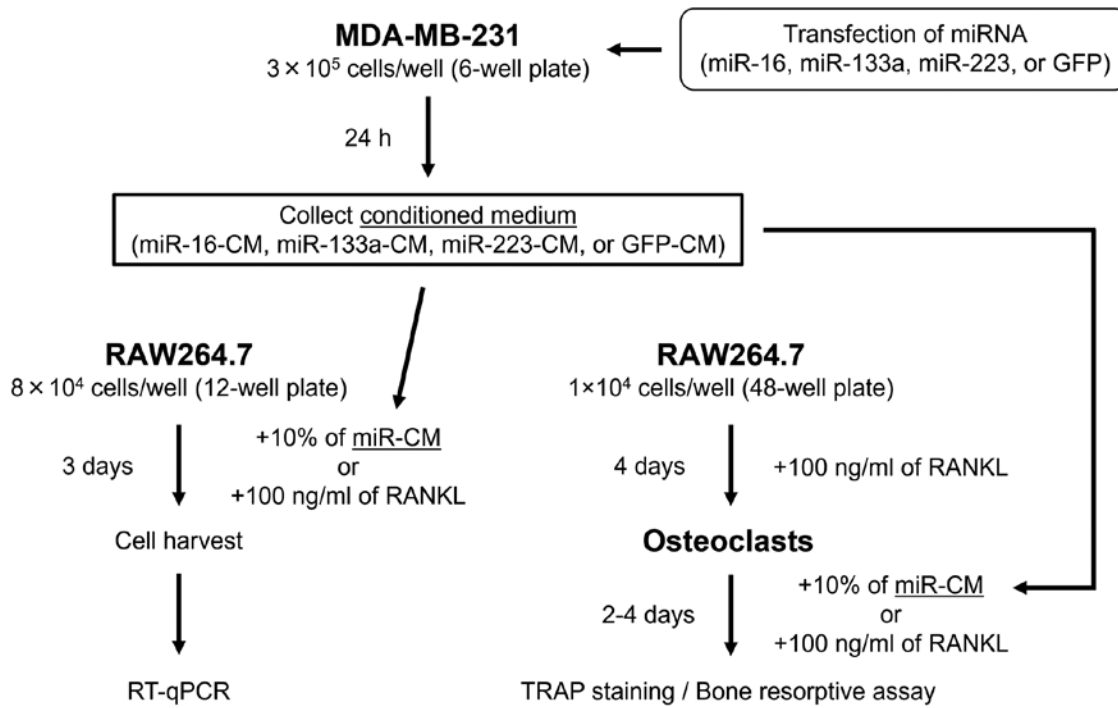 MDA-MB-231
3 × 10⁵ cells/well (6-well plate)
Transfection of miRNA
(miR-16, miR-133a, miR-223, or GFP)
24 h
Collect conditioned medium
(miR-16-CM, miR-133a-CM, miR-223-CM, or GFP-CM)
RAW264.7
8 × 10⁴ cells/well (12-well plate)
3 days
+10% of miR-CM
or
+100 ng/ml of RANKL
Cell harvest
RT-qPCR
RAW264.7
1×10⁴ cells/well (48-well plate)
4 days
+100 ng/ml of RANKL
Osteoclasts
2-4 days
+10% of miR-CM
or
+100 ng/ml of RANKL
TRAP staining / Bone resorptive assay